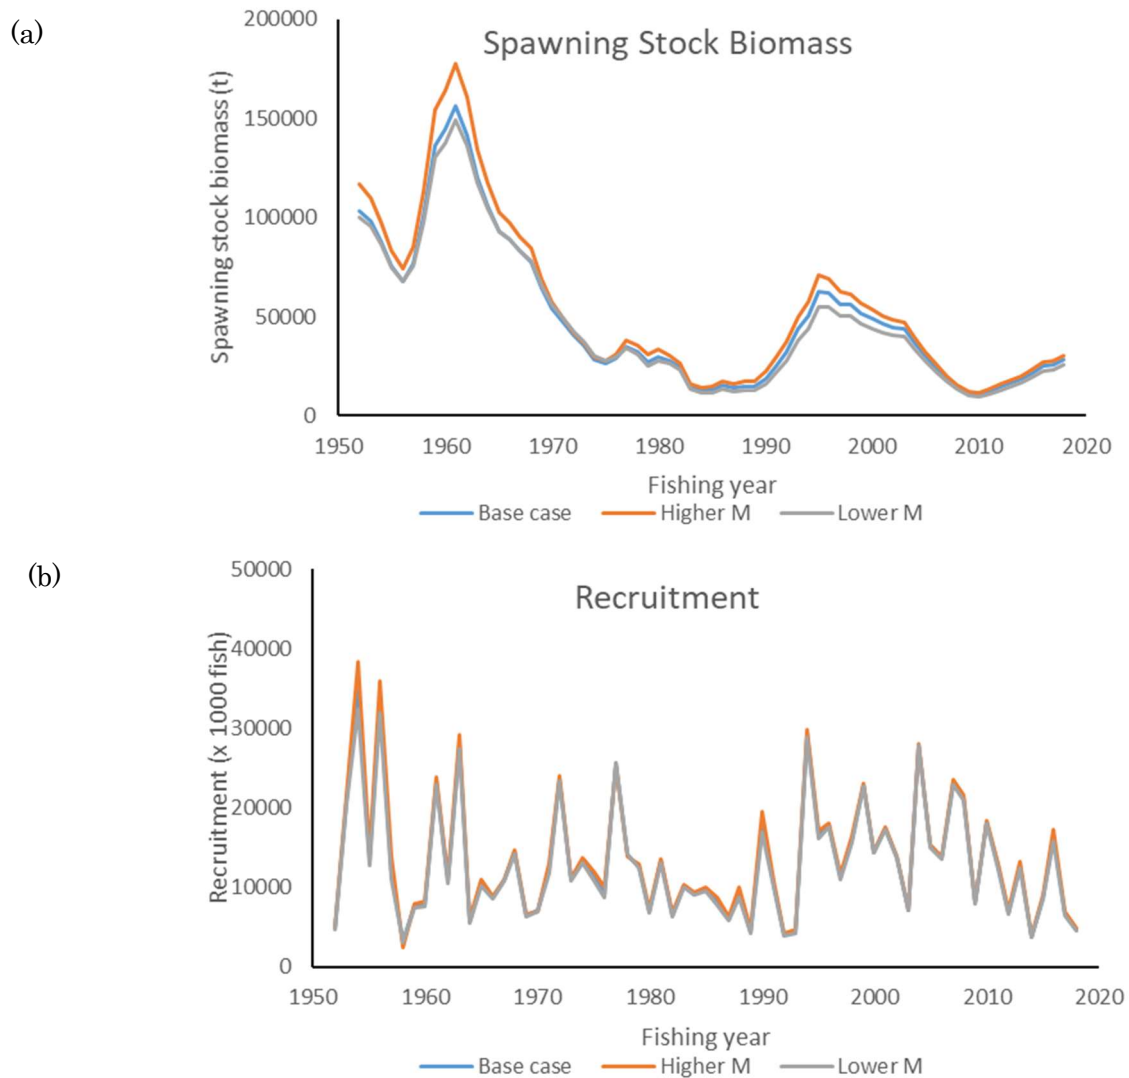 (a)
Spawning Stock Biomass
Spawning stock biomass (t)
200000
150000
100000
50000
0
1950 1960 1970 1980 1990 2000 2010 2020
Fishing year
Base case Higher M Lower M
(b)
Recruitment
Recruitment (x 1000 fish)
50000
40000
30000
20000
10000
0
1950 1960 1970 1980 1990 2000 2010 2020
Fishing year
Base case Higher M Lower M